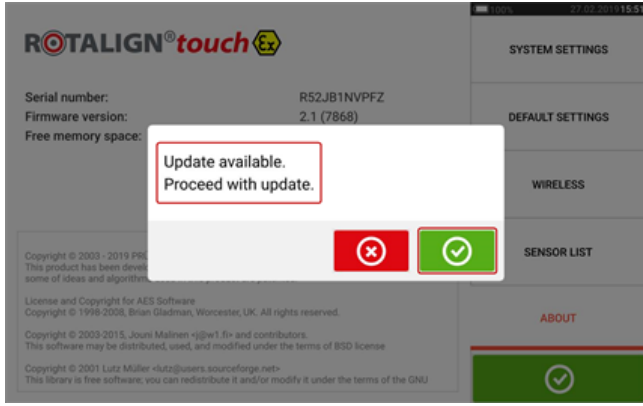 100% 27.02.2019 15:51
ROTALIGN® touch Ex
SYSTEM SETTINGS
Serial number: R52JB1NVPFZ
Firmware version: 2.1 (7868)
DEFAULT SETTINGS
Free memory space:
Update available.
Proceed with update.
WIRELESS
SENSOR LIST
Copyright © 2003 - 2019
This product has been
some of ideas and
License and Copyright for AES Software
Copyright © 1998-2008, Brian Gladman, Worcester, UK. All rights reserved.
ABOUT
Copyright © 2003-2015, Jouni Malinen <j@w1.fi> and contributors.
This software may be distributed, used, and modified under the terms of BSD license
Copyright © 2001 Lutz Müller <lutz@users.sourceforge.net>
This library is free software; you can redistribute it and/or modify it under the terms of the GNU